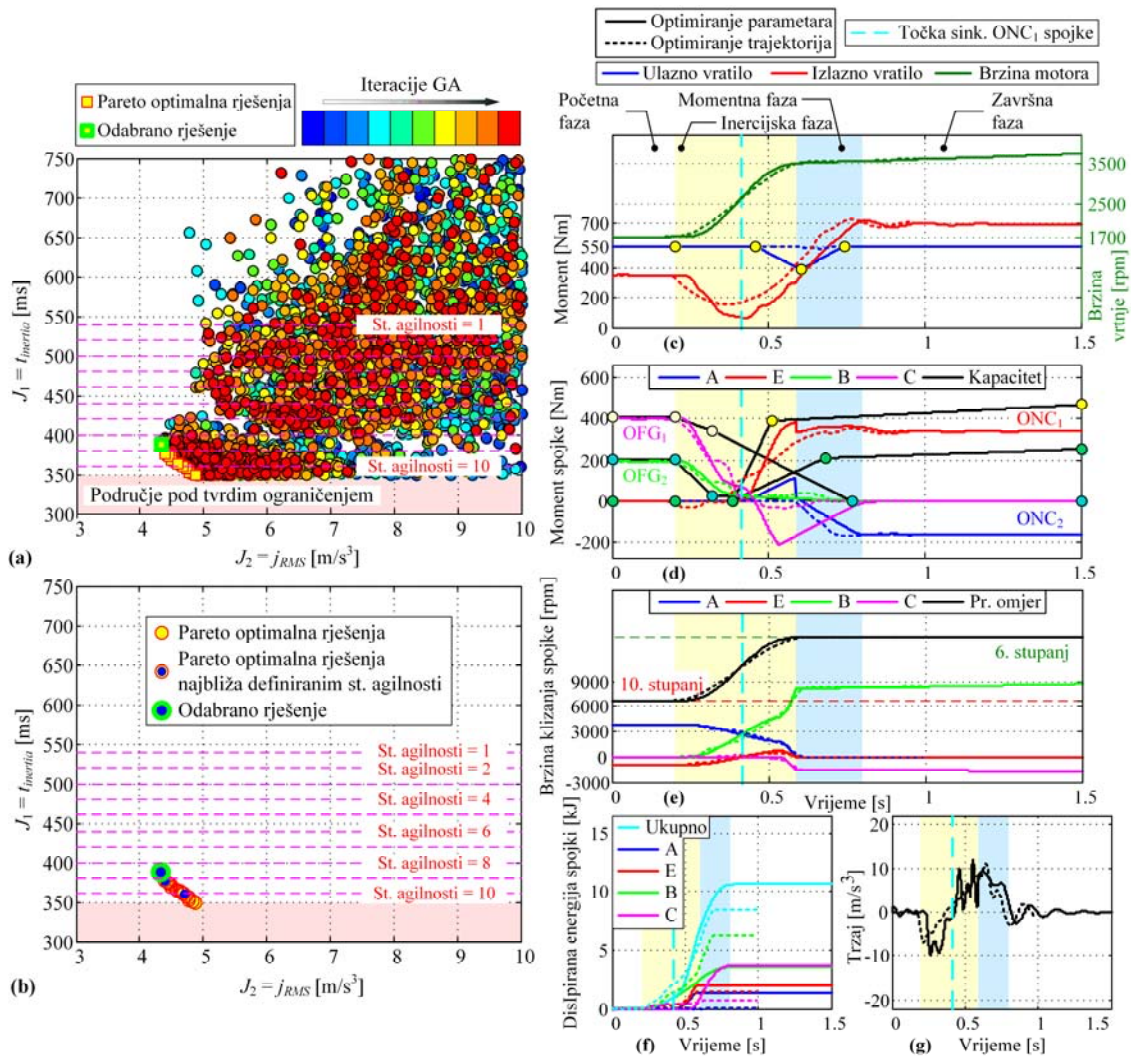 Iteracije GA
Pareto optimalna rješenja
Odabrano rješenje
J1 = tinertia [ms]
750
700
650
600
550
500
450
400
350
300
St. agilnosti = 1
St. agilnosti = 10
Područje pod tvrdim ograničenjem
3 4 5 6 7 8 9 10
(a)
J2 = jRMS [m/s³]
J1 = tinertia [ms]
750
700
650
600
550
500
450
400
350
300
Pareto optimalna rješenja
Pareto optimalna rješenja
najbliža definiranim st. agilnosti
Odabrano rješenje
St. agilnosti = 1
St. agilnosti = 2
St. agilnosti = 4
St. agilnosti = 6
St. agilnosti = 8
St. agilnosti = 10
3 4 5 6 7 8 9 10
(b)
J2 = jRMS [m/s³]
Optimiranje parametara
Optimiranje trajektorija
Točka sink. ONC1 spojke
Ulazno vratilo Izlazno vratilo Brzina motora
Početna
faza
Inercijska faza
Momentna faza
Završna
faza
Moment [Nm]
700
550
400
200
0
3500
2500
1700
Brzina
vrtnje [rpm]
0 0.5 1 1.5
(c)
A E B C Kapacitet
Moment spojke [Nm]
600
400
200
0
-200
OFG1
OFG2
ONC1
ONC2
0 0.5 1 1.5
(d)
A E B C Pr. omjer
Brzina klizanja spojke [rpm]
9000
6000
3000
0
-3000
10. stupanj
6. stupanj
0 0.5 1 1.5
(e)
Vrijeme [s]
DisIpirana energija spojki [kJ]
15
10
5
0
Ukupno
A
E
B
C
0 0.5 1 1.5
(f)
Vrijeme [s]
Trzaj [m/s³]
20
10
0
-10
-20
0 0.5 1 1.5
Vrijeme [s]
(g)